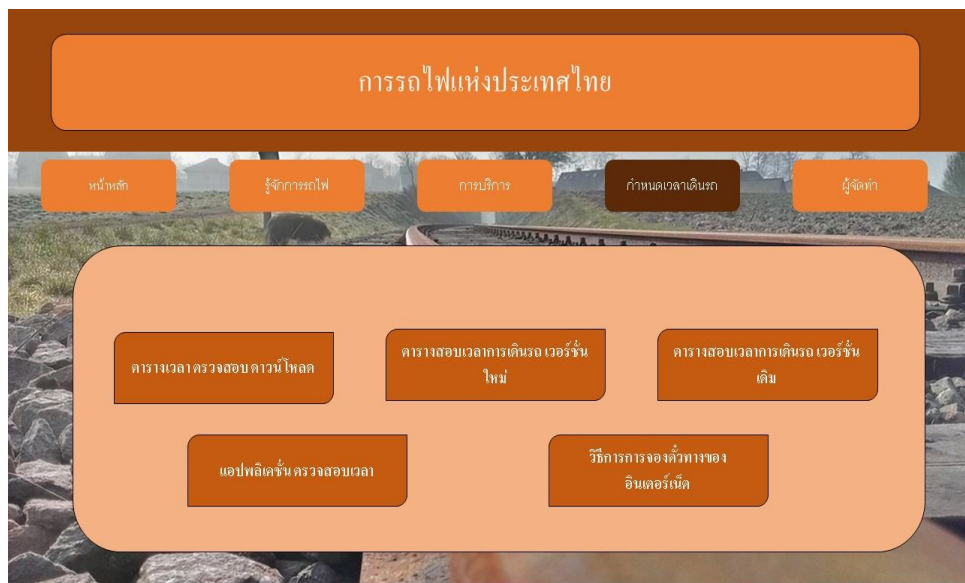 การรถไฟแห่งประเทศไทย
หน้าหลัก
รู้จักการรถไฟ
การบริการ
กำหนดเวลาเดินรถ
ผู้จัดทำ
ตารางเวลา ตรวจสอบ ดาวน์โหลด
ตารางสอบเวลาการเดินรถ เวอร์ชั่น
ใหม่
ตารางสอบเวลาการเดินรถ เวอร์ชั่น
เดิม
แอปพลิเคชั่น ตรวจสอบเวลา
วิธีการการจองตั๋วทางของ
อินเตอร์เน็ต